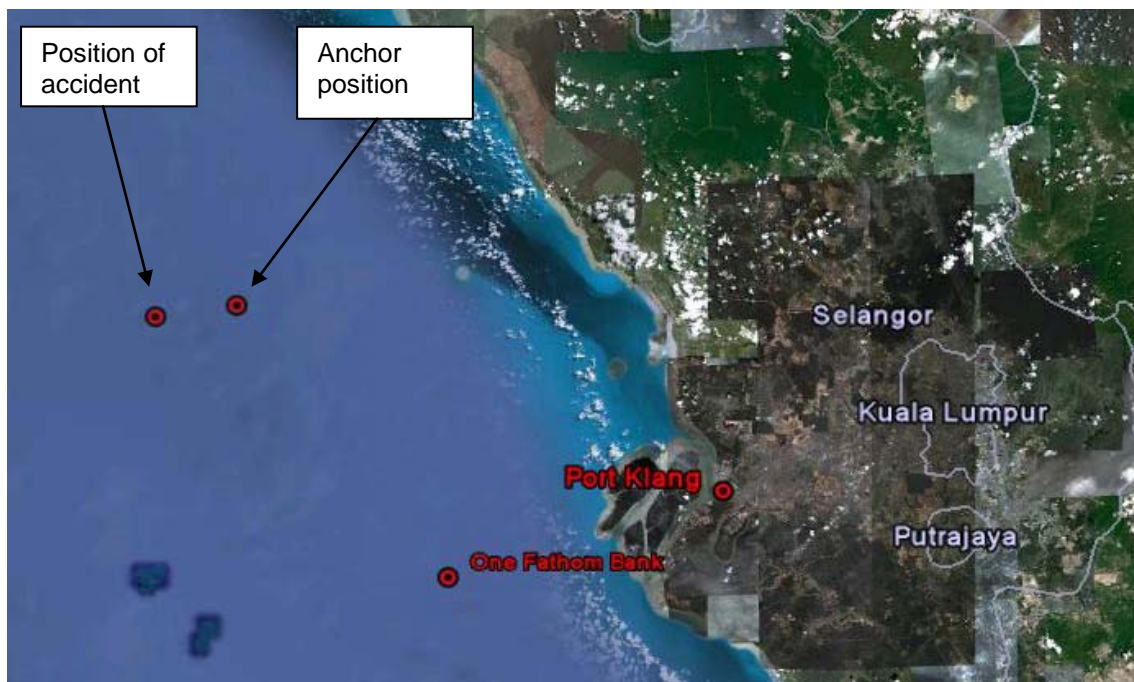 Position of
accident
Anchor
position
Selangor
Kuala Lumpur
Port Klang
Putrajaya
One Fathom Bank